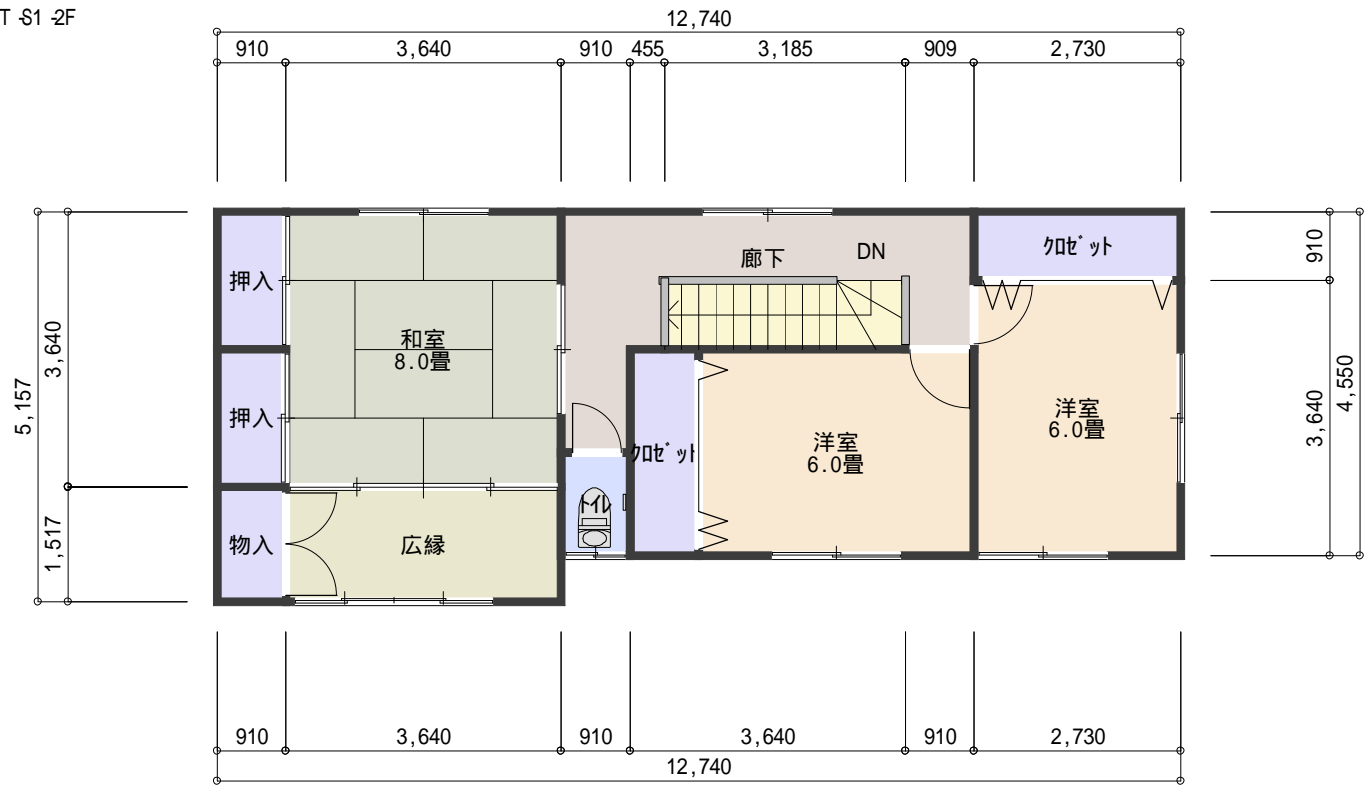 T -S1 -2F
12,740
910 3,640 910 455 3,185 909 2,730
押入
和室
8.0畳
廊下
DN
ｸﾛｾﾞｯﾄ
910
3,640
5,157
押入
ｸﾛｾﾞｯﾄ
洋室
6.0畳
洋室
6.0畳
3,640
4,550
1,517
物入
広縁
ﾄｲﾚ
910 3,640 910 3,640 910 2,730
12,740